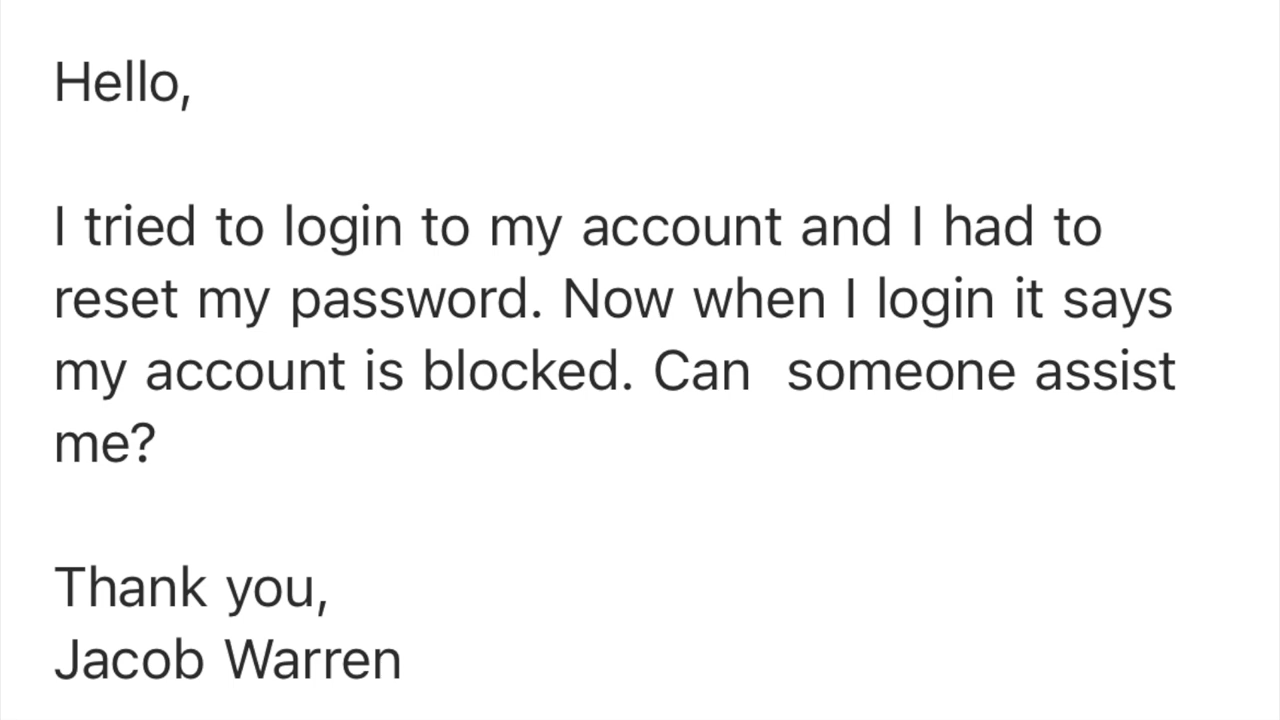 Hello,
I tried to login to my account and I had to
reset my password. Now when I login it says
my account is blocked. Can  someone assist
me?
Thank you,
Jacob Warren